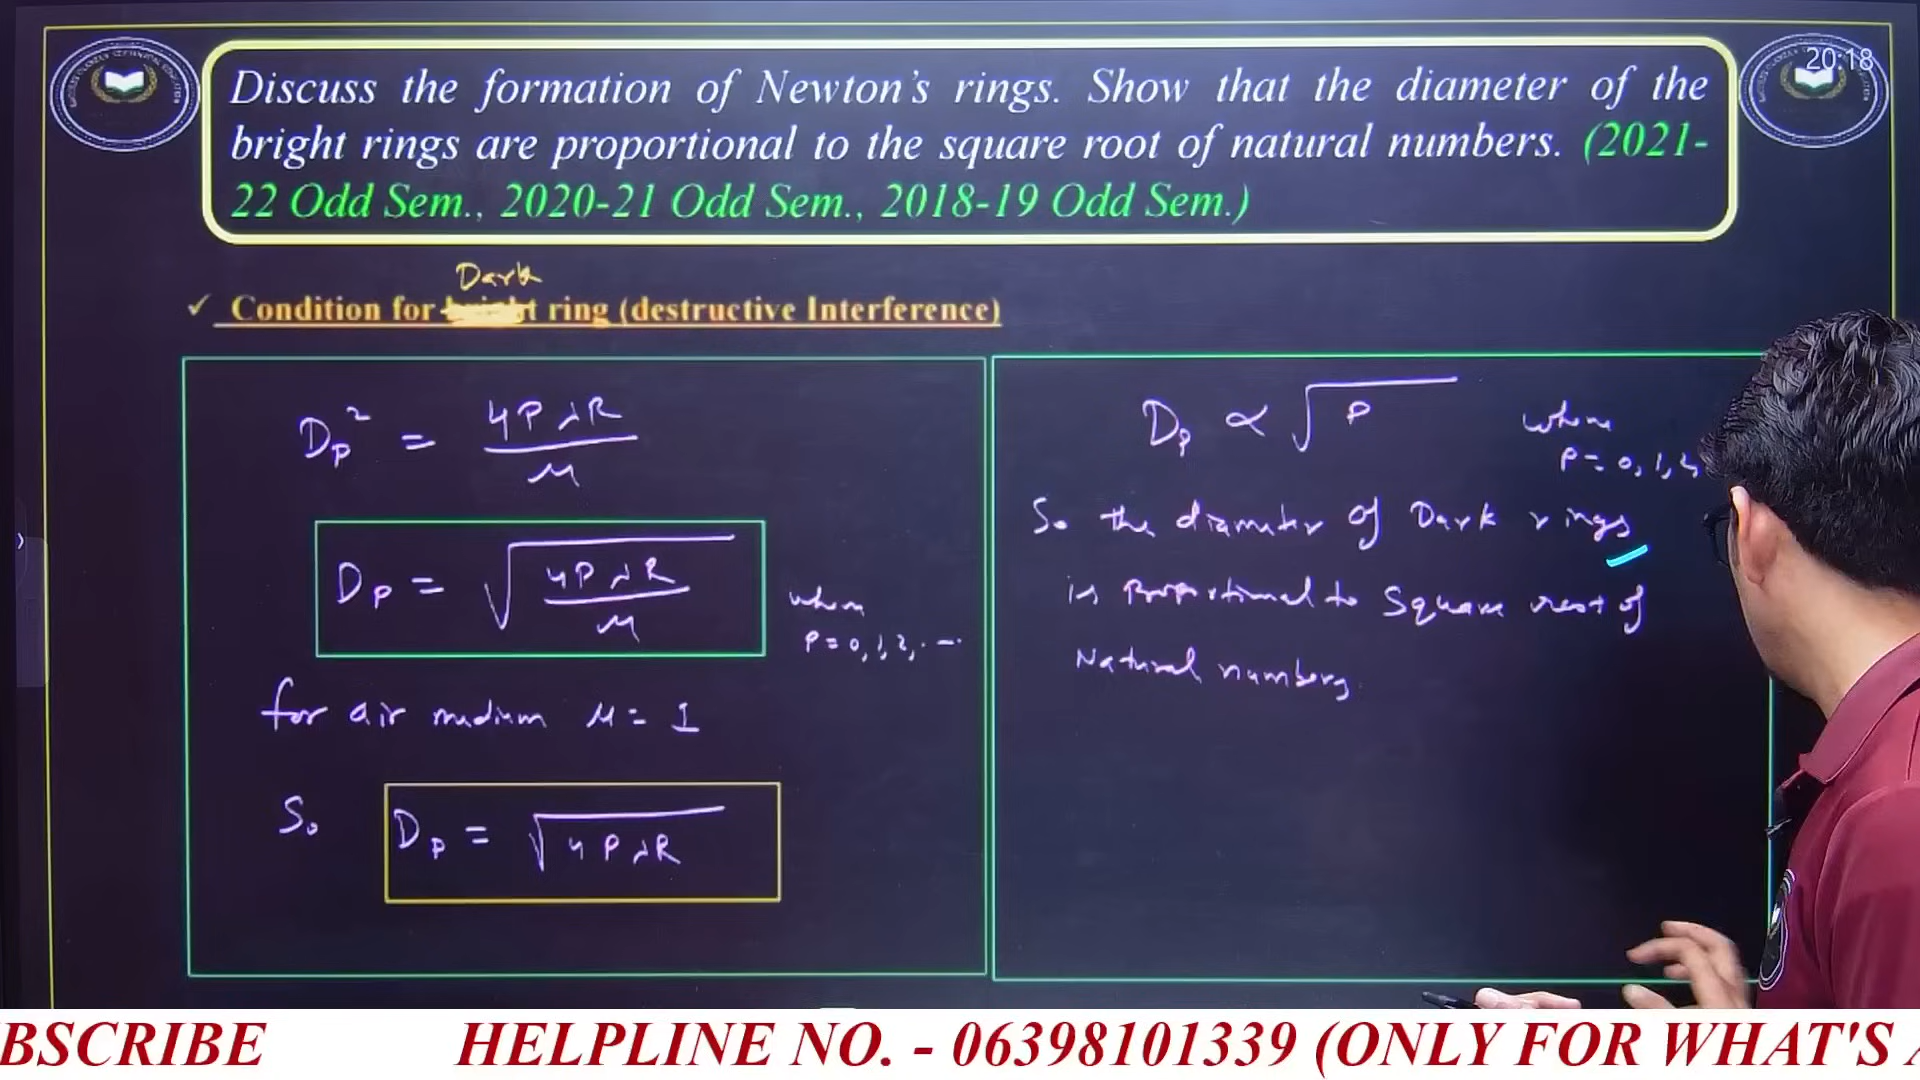 20:18
Discuss the formation of Newton's rings. Show that the diameter of the
bright rings are proportional to the square root of natural numbers. (2021-
22 Odd Sem., 2020-21 Odd Sem., 2018-19 Odd Sem.)
Dark
✓ Condition for bright ring (destructive Interference)
Dp² = 4PλR/μ
Dp = √(4PλR/μ)
where
P = 0, 1, 2, ...
for air medium μ = 1
So Dp = √(4PλR)
Dp ∝ √P
where
P = 0, 1, 2,
So the diameter of Dark rings
is Proportional to Square root of
Natural numbers.
BSCRIBE HELPLINE NO. - 06398101339 (ONLY FOR WHAT'S A